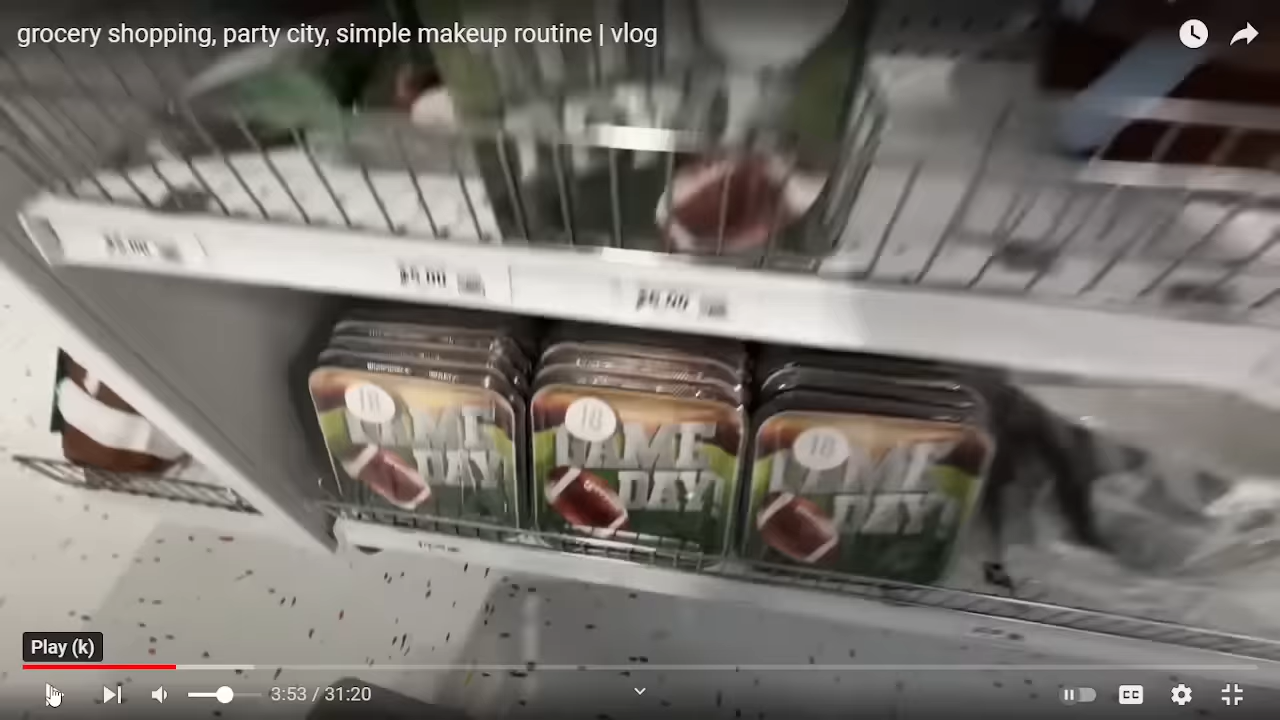 grocery shopping, party city, simple makeup routine | vlog
18
GAME
DAY!
18
GAME
DAY!
18
GAME
DAY!
Play (k)
3:53 / 31:20
CC